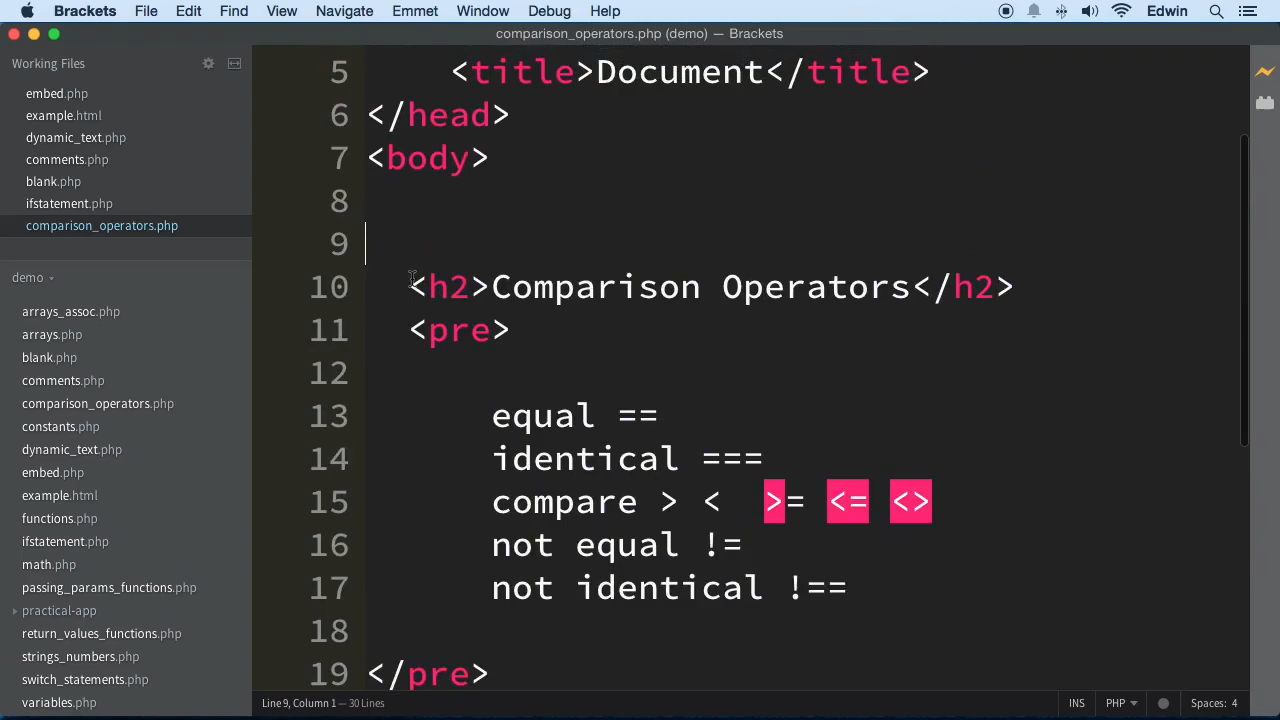 Brackets File Edit Find View Navigate Emmet Window Debug Help Edwin
comparison_operators.php (demo) — Brackets
Working Files
embed.php
example.html
dynamic_text.php
comments.php
blank.php
ifstatement.php
comparison_operators.php
demo
arrays_assoc.php
arrays.php
blank.php
comments.php
comparison_operators.php
constants.php
dynamic_text.php
embed.php
example.html
functions.php
ifstatement.php
math.php
passing_params_functions.php
practical-app
return_values_functions.php
strings_numbers.php
switch_statements.php
variables.php
5 <title>Document</title>
6 </head>
7 <body>
8
9
10 <h2>Comparison Operators</h2>
11 <pre>
12
13 equal ==
14 identical ===
15 compare > < >= <= <>
16 not equal !=
17 not identical !==
18
19 </pre>
Line 9, Column 1 — 30 Lines INS PHP Spaces: 4